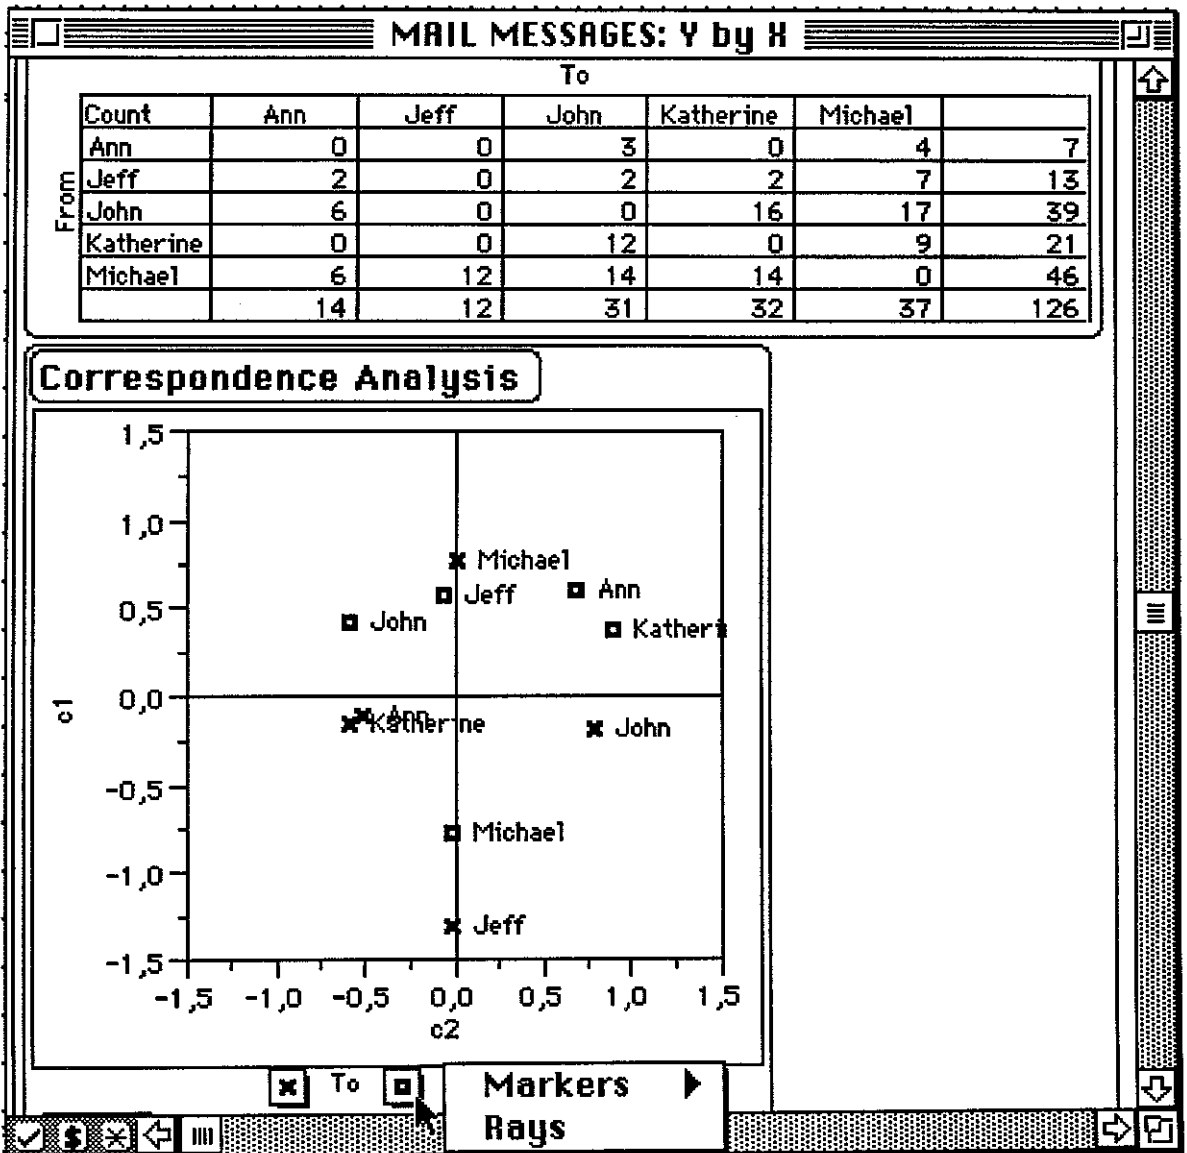 MAIL MESSAGES: Y by X
To
Count Ann Jeff John Katherine Michael
From
Ann 0 0 3 0 4 7
Jeff 2 0 2 2 7 13
John 6 0 0 16 17 39
Katherine 0 0 12 0 9 21
Michael 6 12 14 14 0 46
14 12 31 32 37 126
Correspondence Analysis
1,5
1,0
Michael
Jeff
Ann
0,5
John
Katheri
0,0
c1
Ann
Katherine
John
-0,5
Michael
-1,0
Jeff
-1,5
-1,5 -1,0 -0,5 0,0 0,5 1,0 1,5
c2
To
Markers
Rays
$